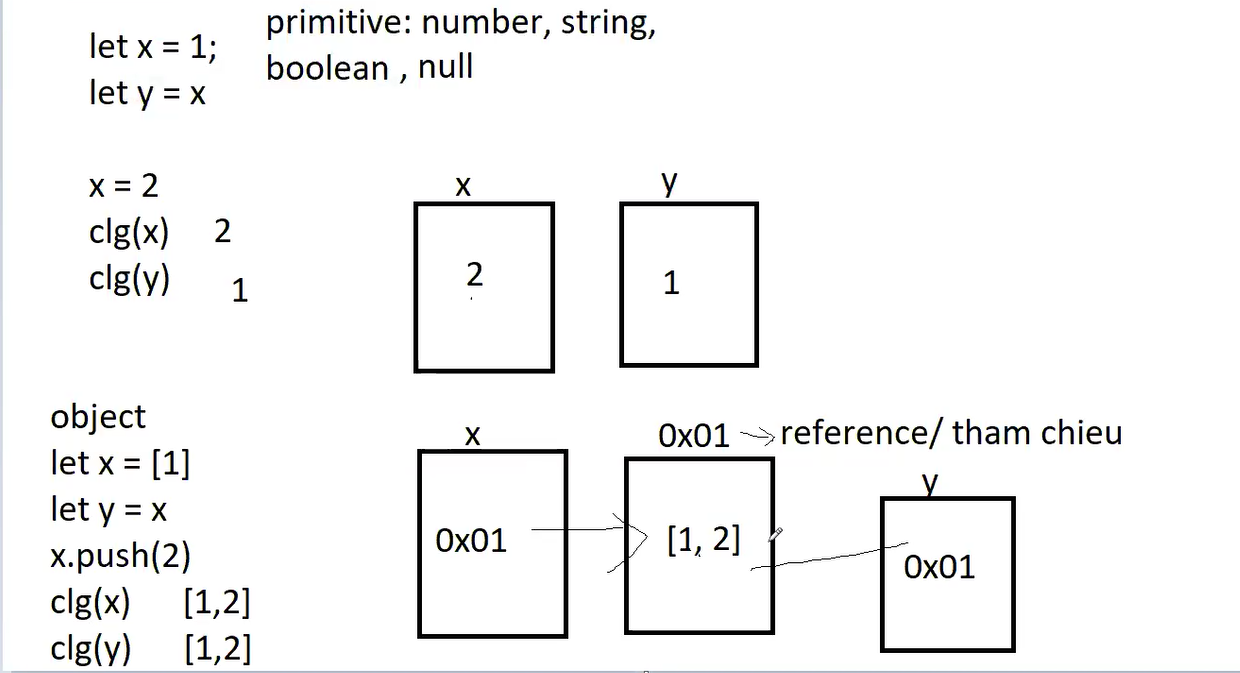 let x = 1;
let y = x
primitive: number, string,
boolean , null
x = 2
clg(x) 2
clg(y) 1
x
2
y
1
object
let x = [1]
let y = x
x.push(2)
clg(x) [1,2]
clg(y) [1,2]
x
0x01
0x01 reference/ tham chieu
[1, 2]
y
0x01